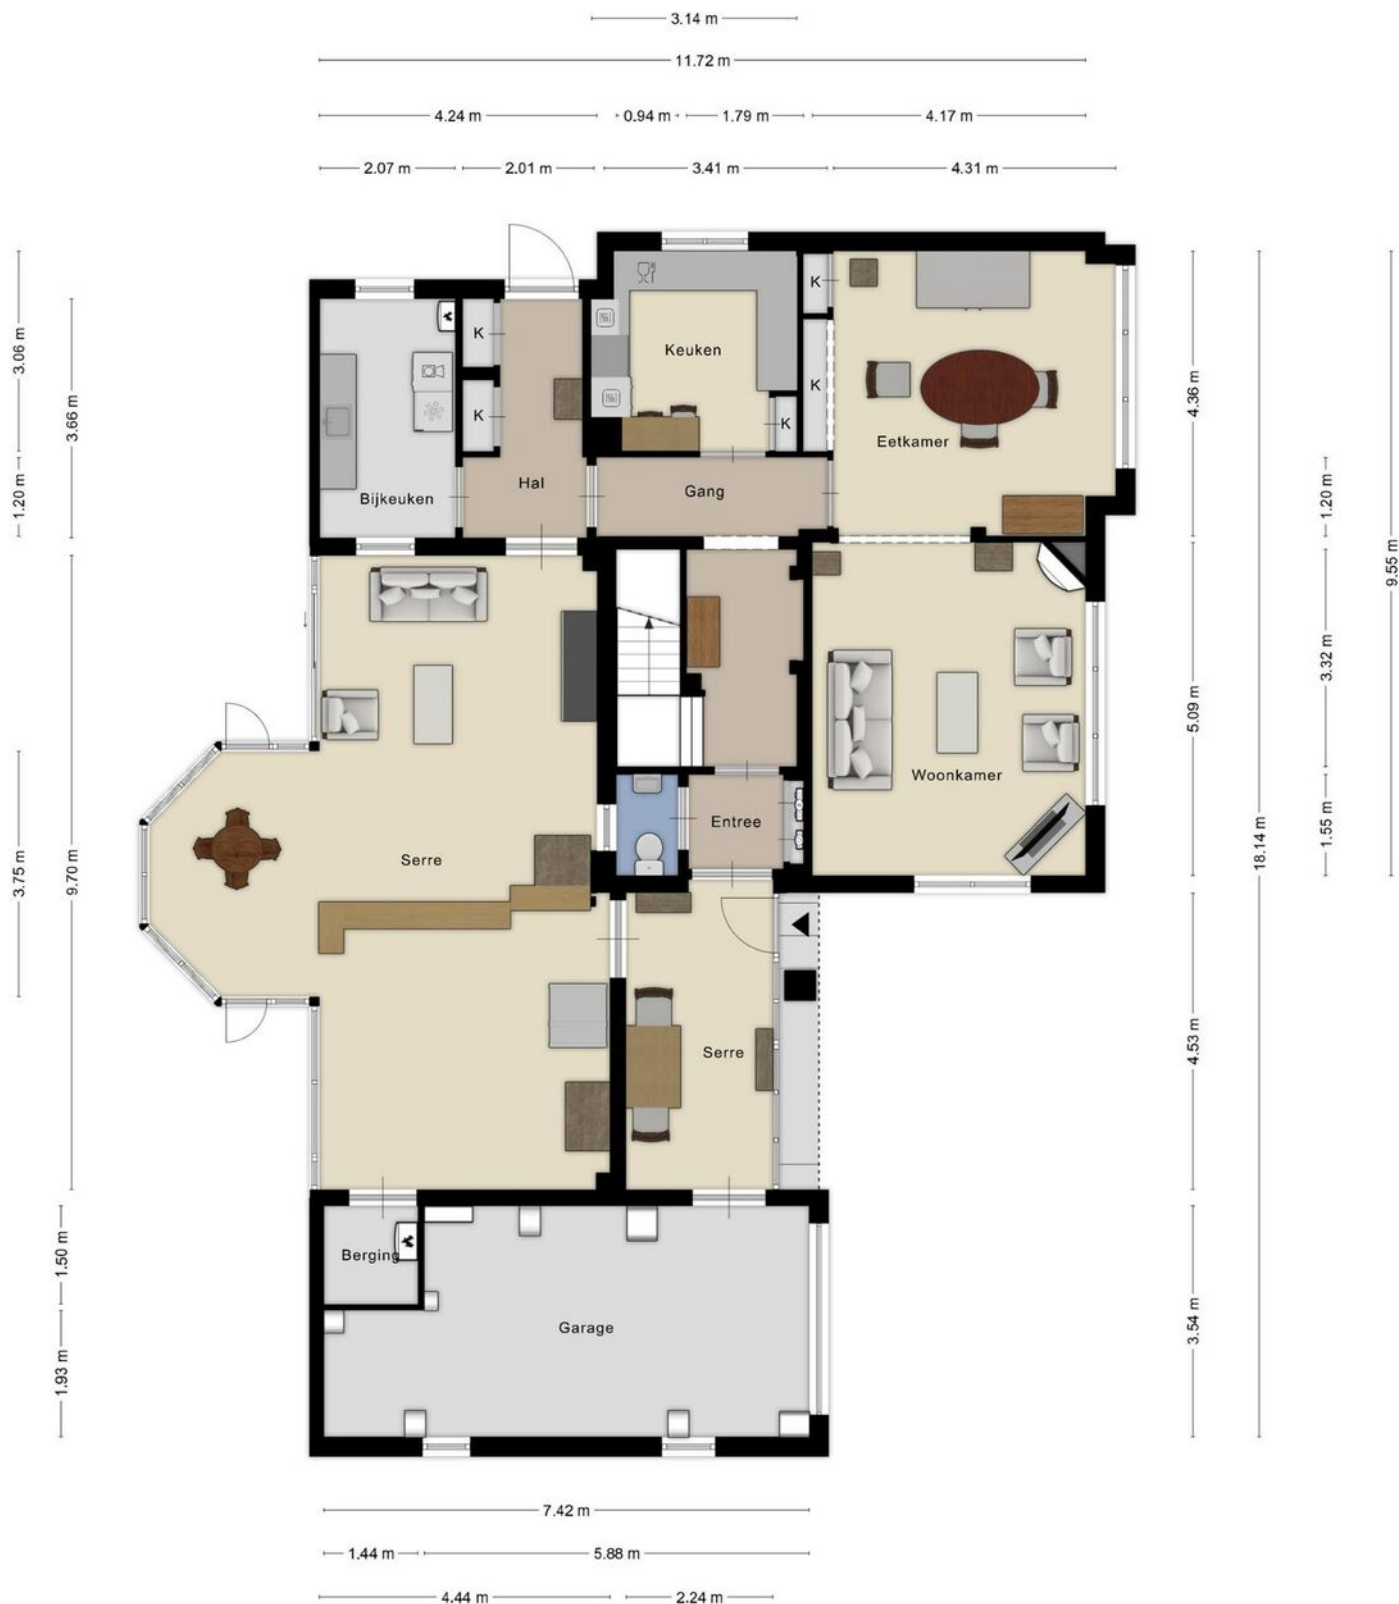 3.14 m
11.72 m
4.24 m
0.94 m
1.79 m
4.17 m
2.07 m
2.01 m
3.41 m
4.31 m
3.06 m
3.66 m
1.20 m
3.75 m
9.70 m
1.50 m
1.93 m
K
K
K
K
K
Keuken
Eetkamer
Bijkeuken
Hal
Gang
Woonkamer
Entree
Serre
Serre
Berging
Garage
4.36 m
1.20 m
9.55 m
3.32 m
5.09 m
1.55 m
18.14 m
4.53 m
3.54 m
7.42 m
1.44 m
5.88 m
4.44 m
2.24 m